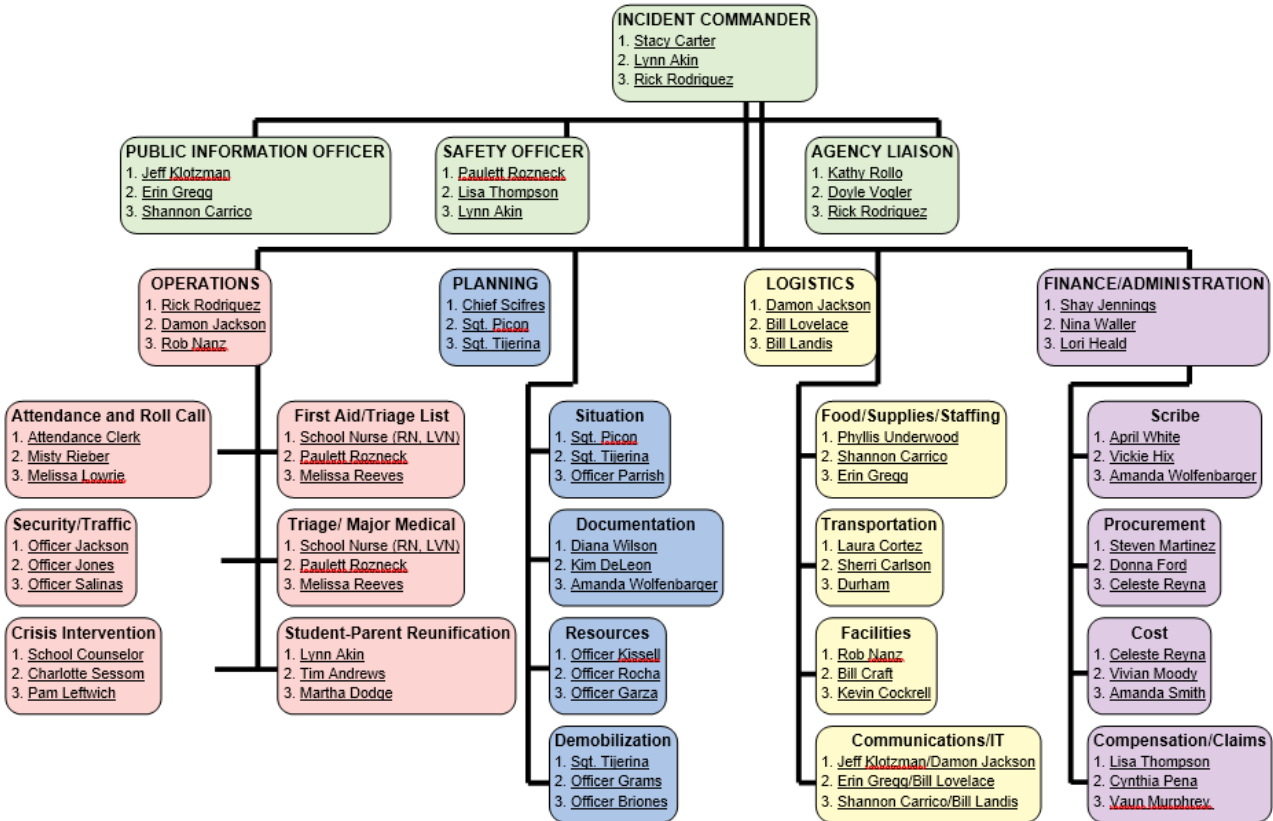 INCIDENT COMMANDER
1. Stacy Carter
2. Lynn Akin
3. Rick Rodriquez
PUBLIC INFORMATION OFFICER
1. Jeff Klotzman
2. Erin Gregg
3. Shannon Carrico
SAFETY OFFICER
1. Paulett Rozneck
2. Lisa Thompson
3. Lynn Akin
AGENCY LIAISON
1. Kathy Rollo
2. Doyle Vogler
3. Rick Rodriguez
OPERATIONS
1. Rick Rodriquez
2. Damon Jackson
3. Rob Nanz
PLANNING
1. Chief Scifres
2. Sgt. Picon
3. Sgt. Tijerina
LOGISTICS
1. Damon Jackson
2. Bill Lovelace
3. Bill Landis
FINANCE/ADMINISTRATION
1. Shay Jennings
2. Nina Waller
3. Lori Heald
Attendance and Roll Call
1. Attendance Clerk
2. Misty Rieber
3. Melissa Lowrie
First Aid/Triage List
1. School Nurse (RN, LVN)
2. Paulett Rozneck
3. Melissa Reeves
Security/Traffic
1. Officer Jackson
2. Officer Jones
3. Officer Salinas
Triage/ Major Medical
1. School Nurse (RN, LVN)
2. Paulett Rozneck
3. Melissa Reeves
Crisis Intervention
1. School Counselor
2. Charlotte Sessom
3. Pam Leftwich
Student-Parent Reunification
1. Lynn Akin
2. Tim Andrews
3. Martha Dodge
Situation
1. Sgt. Picon
2. Sgt. Tijerina
3. Officer Parrish
Documentation
1. Diana Wilson
2. Kim DeLeon
3. Amanda Wolfenbarger
Resources
1. Officer Kissell
2. Officer Rocha
3. Officer Garza
Demobilization
1. Sgt. Tijerina
2. Officer Grams
3. Officer Briones
Food/Supplies/Staffing
1. Phyllis Underwood
2. Shannon Carrico
3. Erin Gregg
Transportation
1. Laura Cortez
2. Sherri Carlson
3. Durham
Facilities
1. Rob Nanz
2. Bill Craft
3. Kevin Cockrell
Communications/IT
1. Jeff Klotzman/Damon Jackson
2. Erin Gregg/Bill Lovelace
3. Shannon Carrico/Bill Landis
Scribe
1. April White
2. Vickie Hix
3. Amanda Wolfenbarger
Procurement
1. Steven Martinez
2. Donna Ford
3. Celeste Reyna
Cost
1. Celeste Reyna
2. Vivian Moody
3. Amanda Smith
Compensation/Claims
1. Lisa Thompson
2. Cynthia Pena
3. Vaun Murphrey